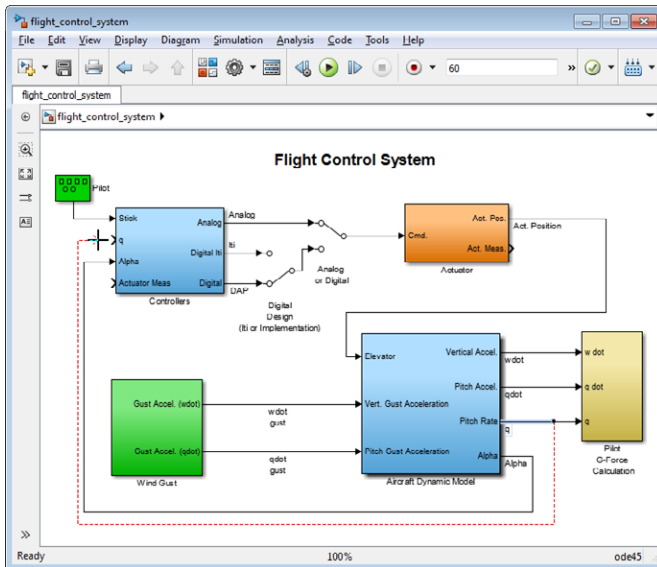 flight_control_system
File Edit View Display Diagram Simulation Analysis Code Tools Help
60
flight_control_system
flight_control_system
Flight Control System
Pilot
Stick
q
Alpha
Actuator Meas
Analog
Digital Iti
Digital
Controllers
Analog
Iti
DAP
Analog
or Digital
Digital
Design
(Iti or Implementation)
Cmd.
Act. Pos.
Act. Meas.
Actuator
Act. Position
Elevator
Vert. Gust Acceleration
Pitch Gust Acceleration
Vertical Accel.
Pitch Accel.
Pitch Rate
Alpha
Aircraft Dynamic Model
wdot
qdot
q
Alpha
w dot
q dot
q
Pilot
G-Force
Calculation
Gust Accel. (wdot)
Gust Accel. (qdot)
Wind Gust
wdot
gust
qdot
gust
Ready 100% ode45